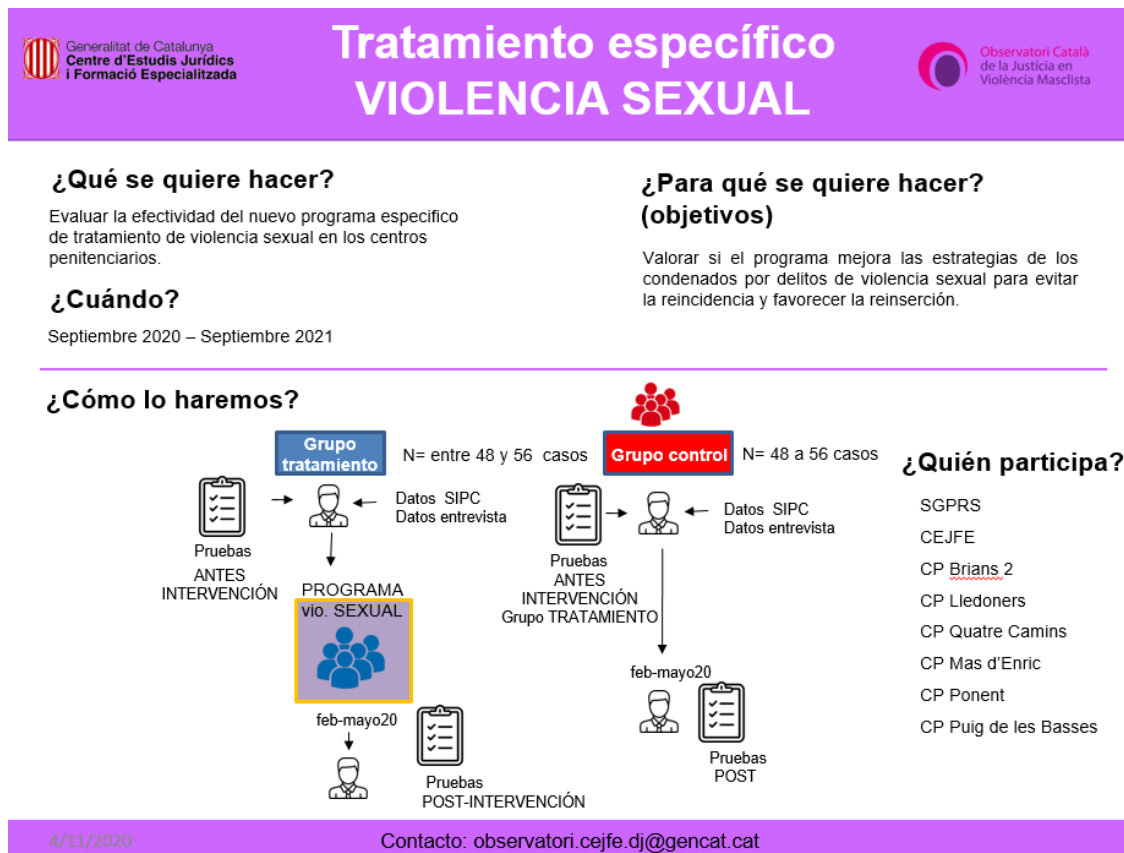 Generalitat de Catalunya
Centre d'Estudis Jurídics
i Formació Especialitzada
Tratamiento específico
VIOLENCIA SEXUAL
Observatori Català
de la Justícia en
Violència Masclista
¿Qué se quiere hacer?
Evaluar la efectividad del nuevo programa especifico
de tratamiento de violencia sexual en los centros
penitenciarios.
¿Cuándo?
Septiembre 2020 – Septiembre 2021
¿Para qué se quiere hacer?
(objetivos)
Valorar si el programa mejora las estrategias de los
condenados por delitos de violencia sexual para evitar
la reincidencia y favorecer la reinserción.
¿Cómo lo haremos?
Grupo
tratamiento
N= entre 48 y 56 casos
Datos SIPC
Datos entrevista
Pruebas
ANTES
INTERVENCIÓN
PROGRAMA
vio. SEXUAL
feb-mayo20
Pruebas
POST-INTERVENCIÓN
Grupo control
N= 48 a 56 casos
Datos SIPC
Datos entrevista
Pruebas
ANTES
INTERVENCIÓN
Grupo TRATAMIENTO
feb-mayo20
Pruebas
POST
¿Quién participa?
SGPRS
CEJFE
CP Brians 2
CP Lledoners
CP Quatre Camins
CP Mas d'Enric
CP Ponent
CP Puig de les Basses
4/11/2020
Contacto: observatori.cejfe.dj@gencat.cat